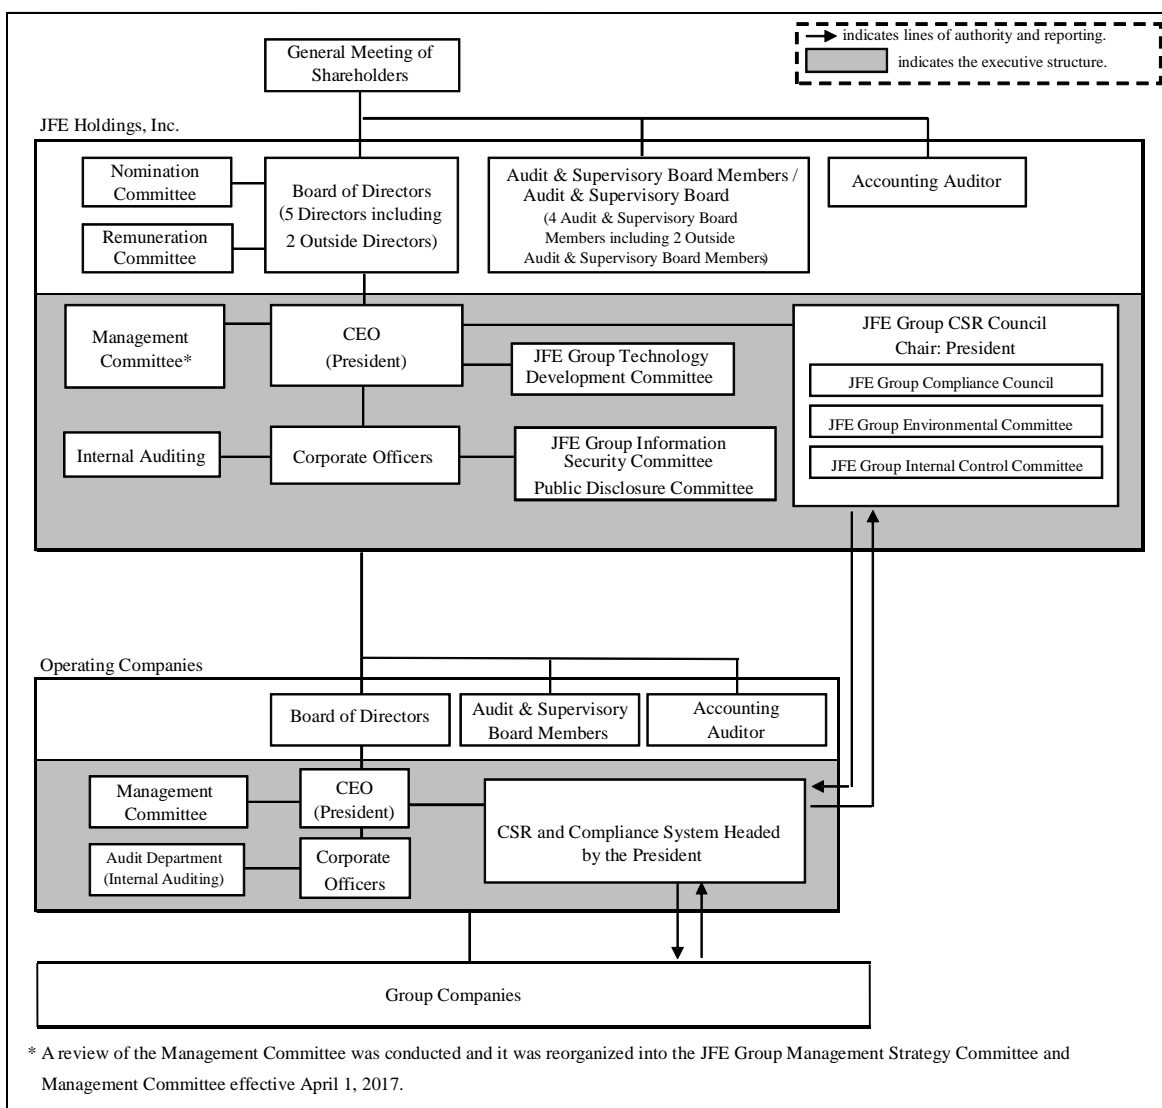 indicates lines of authority and reporting.
indicates the executive structure.
General Meeting of
Shareholders
JFE Holdings, Inc.
Nomination
Committee
Remuneration
Committee
Board of Directors
(5 Directors including
2 Outside Directors)
Audit & Supervisory Board Members /
Audit & Supervisory Board
(4 Audit & Supervisory Board
Members including 2 Outside
Audit & Supervisory Board Members)
Accounting Auditor
Management
Committee*
CEO
(President)
JFE Group Technology
Development Committee
JFE Group CSR Council
Chair: President
JFE Group Compliance Council
JFE Group Environmental Committee
JFE Group Internal Control Committee
Internal Auditing
Corporate Officers
JFE Group Information
Security Committee
Public Disclosure Committee
Operating Companies
Board of Directors
Audit & Supervisory
Board Members
Accounting
Auditor
Management
Committee
CEO
(President)
Audit Department
(Internal Auditing)
Corporate
Officers
CSR and Compliance System Headed
by the President
Group Companies
* A review of the Management Committee was conducted and it was reorganized into the JFE Group Management Strategy Committee and
Management Committee effective April 1, 2017.